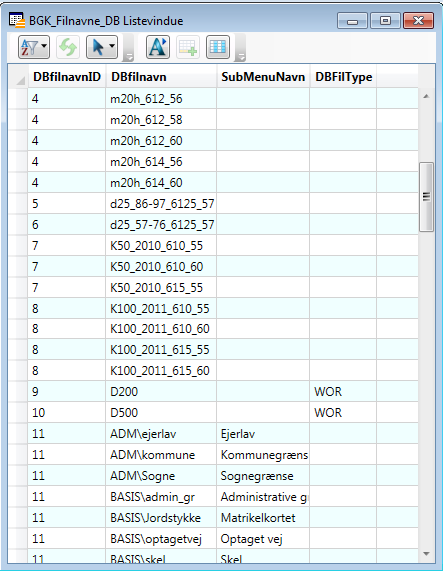 BGK_Filnavne_DB Listevindue
DBfilnavnID DBfilnavn SubMenuNavn DBFilType
4 m20h_612_56
4 m20h_612_58
4 m20h_612_60
4 m20h_614_56
4 m20h_614_60
5 d25_86-97_6125_57
6 d25_57-76_6125_57
7 K50_2010_610_55
7 K50_2010_610_60
7 K50_2010_615_55
8 K100_2011_610_55
8 K100_2011_610_60
8 K100_2011_615_55
8 K100_2011_615_60
9 D200 WOR
10 D500 WOR
11 ADM\ejerlav Ejerlav
11 ADM\kommune Kommunegræns
11 ADM\Sogne Sognegrænse
11 BASIS\admin_gr Administrative g
11 BASIS\Jordstykke Matrikelkortet
11 BASIS\optagetvej Optaget vej
11 BASIS\skel Skel